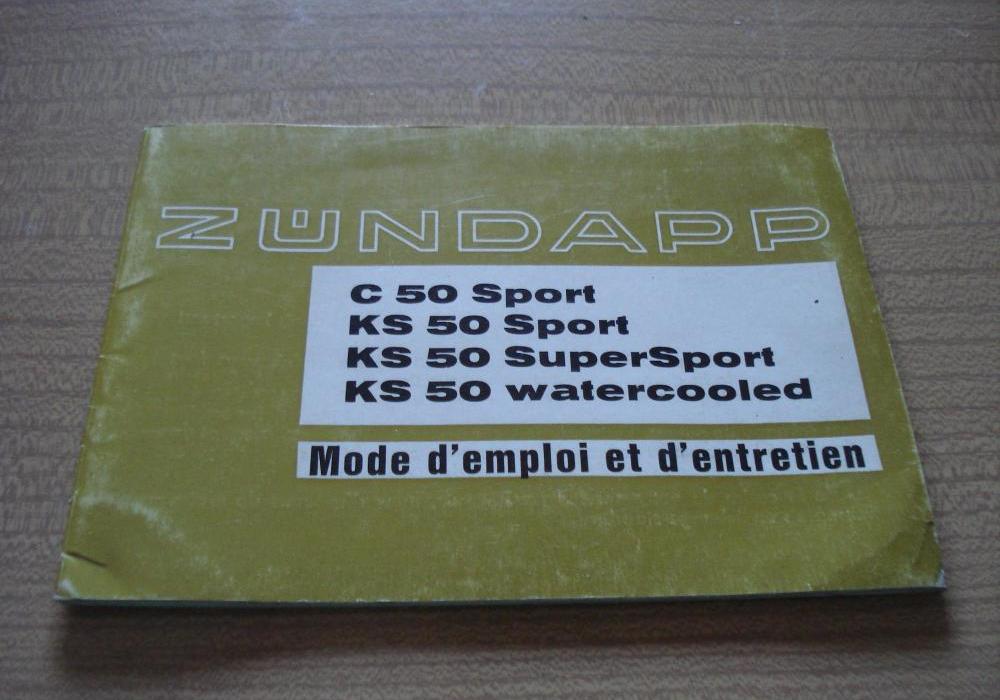 ZÜNDAPP
C 50 Sport
KS 50 Sport
KS 50 SuperSport
KS 50 watercooled
Mode d'emploi et d'entretien